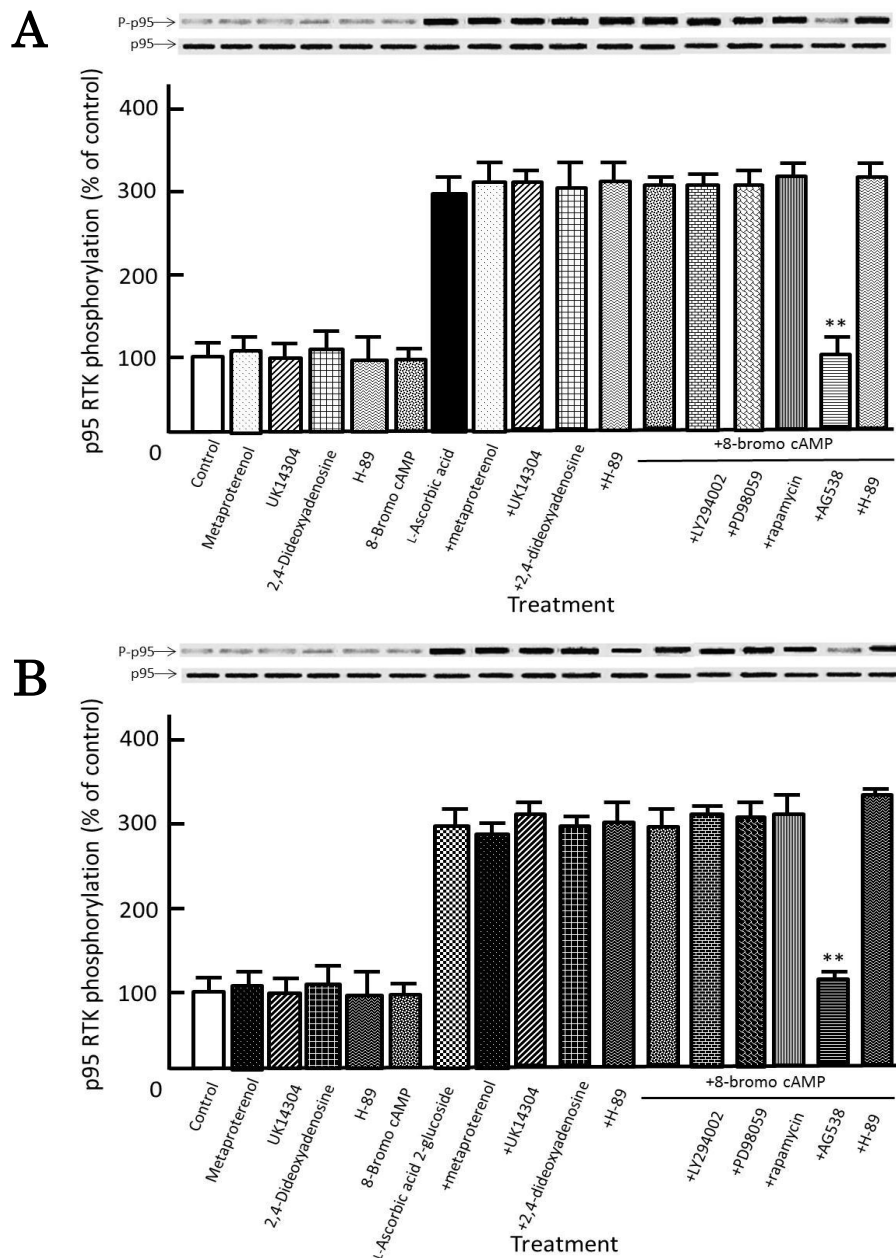 A
P-p95
p95
p95 RTK phosphorylation (% of control)
400
300
200
100
0
**
Control
Metaproterenol
UK14304
2,4-Dideoxyadenosine
H-89
8-Bromo cAMP
L-Ascorbic acid
+metaproterenol
+UK14304
+2,4-dideoxyadenosine
+H-89
+8-bromo cAMP
+LY294002
+PD98059
+rapamycin
+AG538
+H-89
Treatment
B
P-p95
p95
p95 RTK phosphorylation (% of control)
400
300
200
100
0
**
Control
Metaproterenol
UK14304
2,4-Dideoxyadenosine
H-89
8-Bromo cAMP
L-Ascorbic acid 2-glucoside
+metaproterenol
+UK14304
+2,4-dideoxyadenosine
+H-89
+8-bromo cAMP
+LY294002
+PD98059
+rapamycin
+AG538
+H-89
Treatment